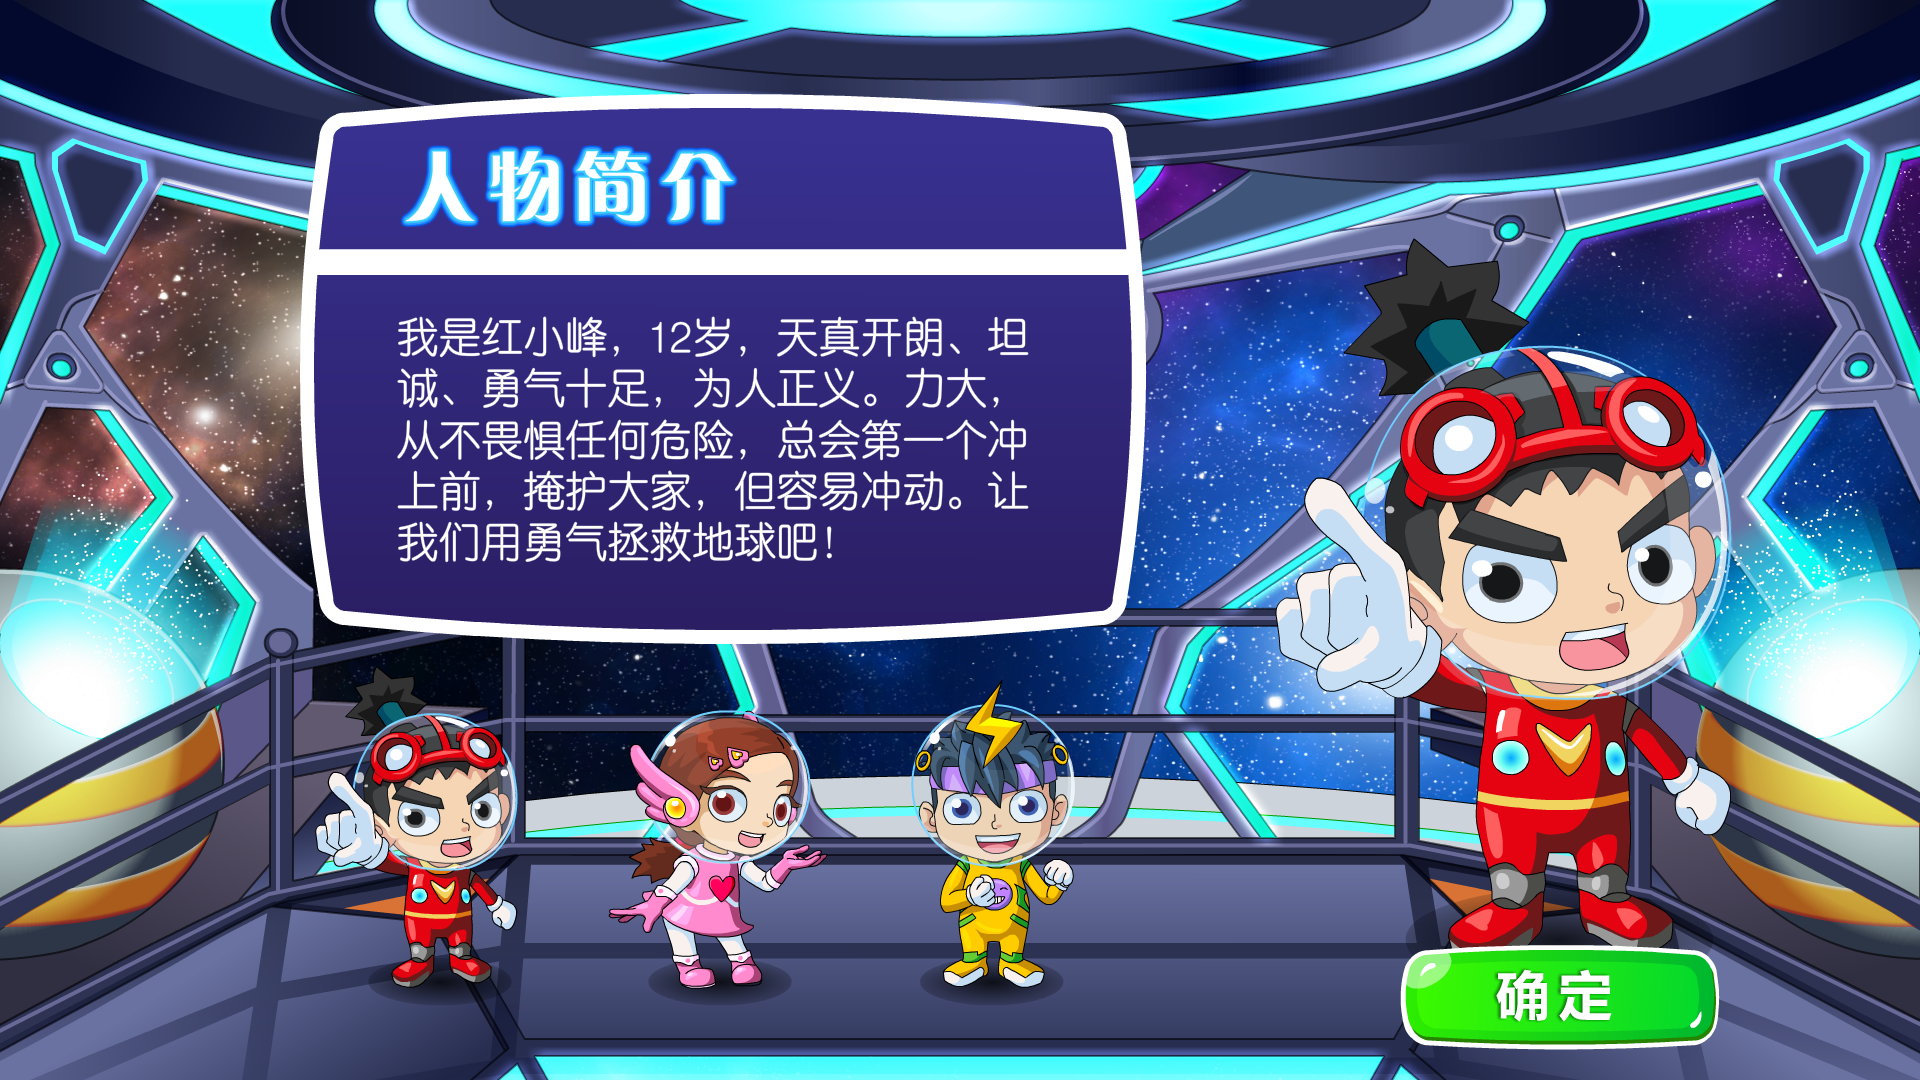 人物简介
我是红小峰，12岁，天真开朗、坦
诚、勇气十足，为人正义。力大，
从不畏惧任何危险，总会第一个冲
上前，掩护大家，但容易冲动。让
我们用勇气拯救地球吧！
确定